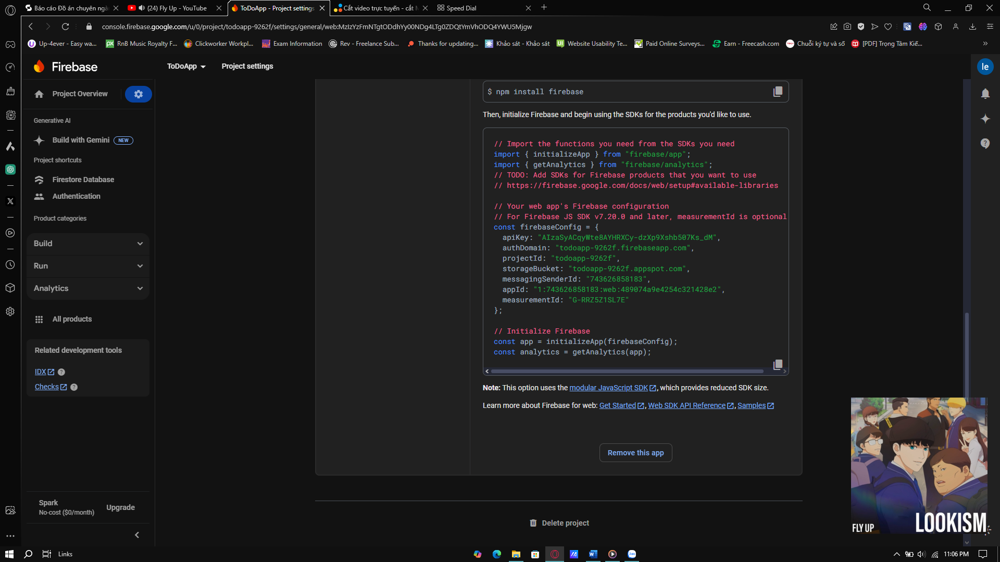 Báo cáo Đồ án chuyên ngà
(24) Fly Up - YouTube
ToDoApp - Project settings
Cắt video trực tuyến - cắt M
Speed Dial
console.firebase.google.com/u/0/project/todoapp-9262f/settings/general/web:MzIzYzFmNTgtODdhYy00NDg4LTg0ZDQtYmVhODQ4YWU5Mjgw
Up-4ever - Easy wa...
RnB Music Royalty F...
Clickworker Workpl...
Exam Information
Rev - Freelance Sub...
Thanks for updating...
Khảo sát - Khảo sát
Website Usability Te...
Paid Online Surveys...
Earn - Freecash.com
Chuỗi ký tự và số
[PDF] Trọng Tâm Kiế...
Firebase
ToDoApp
Project settings
le
Project Overview
Generative AI
Build with Gemini
NEW
Project shortcuts
Firestore Database
Authentication
Product categories
Build
Run
Analytics
All products
Related development tools
IDX
Checks
Spark
No-cost ($0/month)
Upgrade
$ npm install firebase
Then, initialize Firebase and begin using the SDKs for the products you'd like to use.
// Import the functions you need from the SDKs you need
import { initializeApp } from "firebase/app";
import { getAnalytics } from "firebase/analytics";
// TODO: Add SDKs for Firebase products that you want to use
// https://firebase.google.com/docs/web/setup#available-libraries
// Your web app's Firebase configuration
// For Firebase JS SDK v7.20.0 and later, measurementId is optional
const firebaseConfig = {
apiKey: "AIzaSyACqyWte8AYHRXCy-dzXp9Xshb507Ks_dM",
authDomain: "todoapp-9262f.firebaseapp.com",
projectId: "todoapp-9262f",
storageBucket: "todoapp-9262f.appspot.com",
messagingSenderId: "743626858183",
appId: "1:743626858183:web:489074a9e4254c321428e2",
measurementId: "G-RRZ5Z1SL7E"
};
// Initialize Firebase
const app = initializeApp(firebaseConfig);
const analytics = getAnalytics(app);
Note: This option uses the modular JavaScript SDK, which provides reduced SDK size.
Learn more about Firebase for web: Get Started, Web SDK API Reference, Samples
Remove this app
Delete project
FLY UP
LOOKISM
Links
11:06 PM